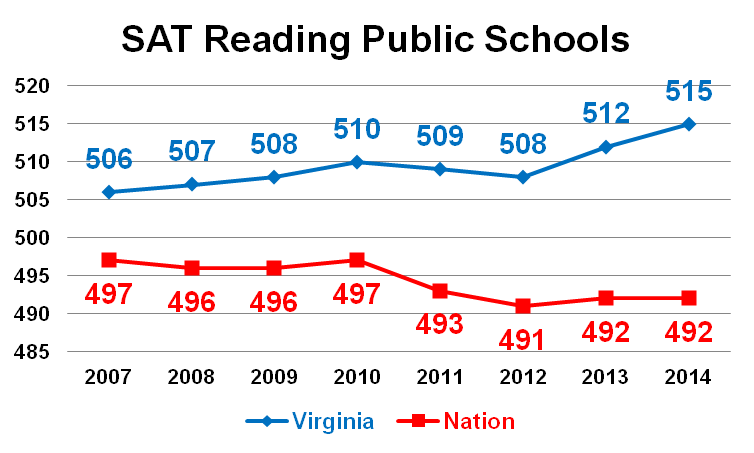 SAT Reading Public Schools
520
515
510
505
500
495
490
485
506 507 508 510 509 508 512 515
497 496 496 497 493 491 492 492
2007 2008 2009 2010 2011 2012 2013 2014
Virginia Nation